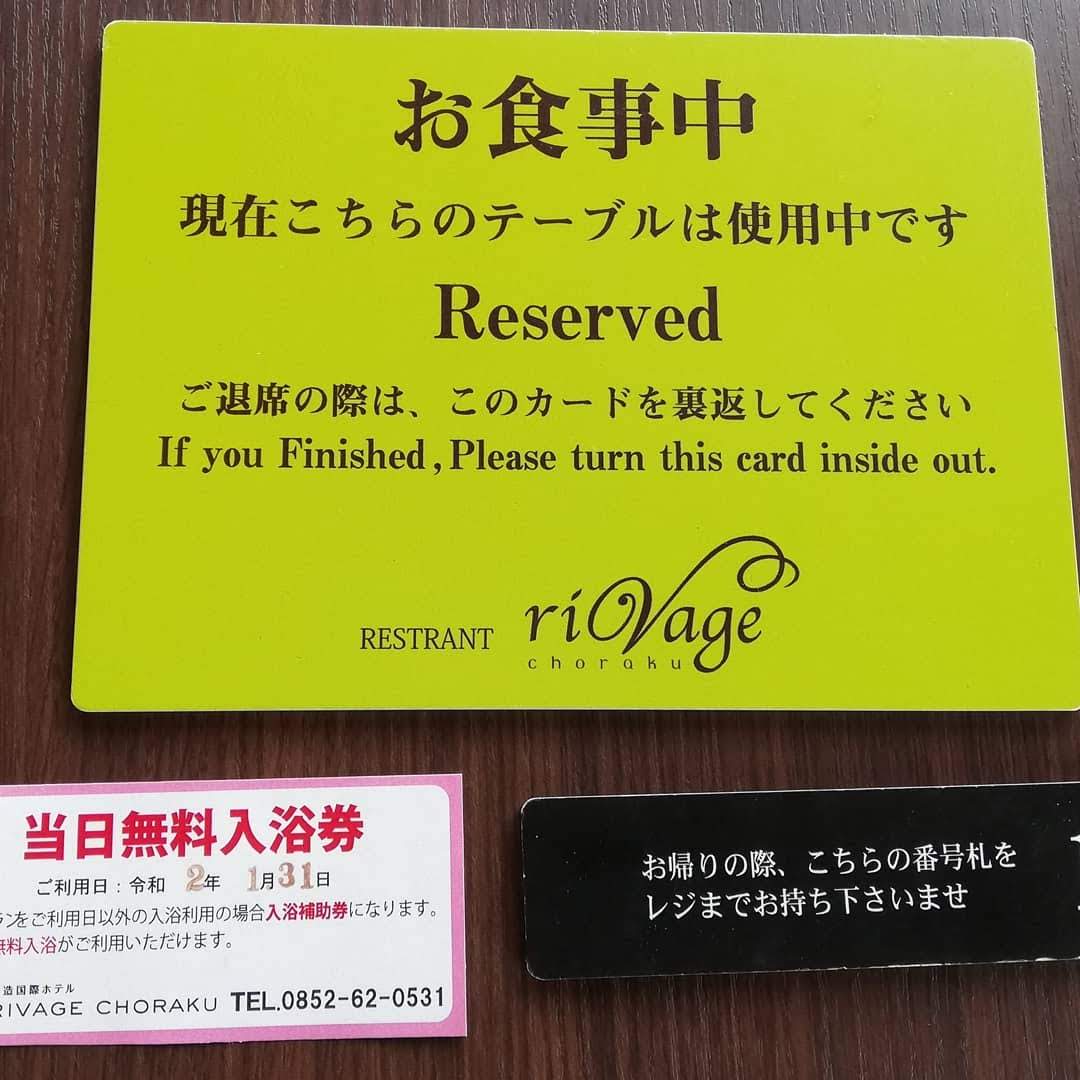 お食事中
現在こちらのテーブルは使用中です
Reserved
ご退席の際は、このカードを裏返してください
If you Finished,Please turn this card inside out.
RESTRANT rivage
choraku
当日無料入浴券
ご利用日:令和 2年 1月31日
ランをご利用日以外の入浴利用の場合入浴補助券になります。
無料入浴がご利用いただけます。
造国際ホテル
RIVAGE CHORAKU TEL.0852-62-0531
お帰りの際、こちらの番号札を
レジまでお持ち下さいませ